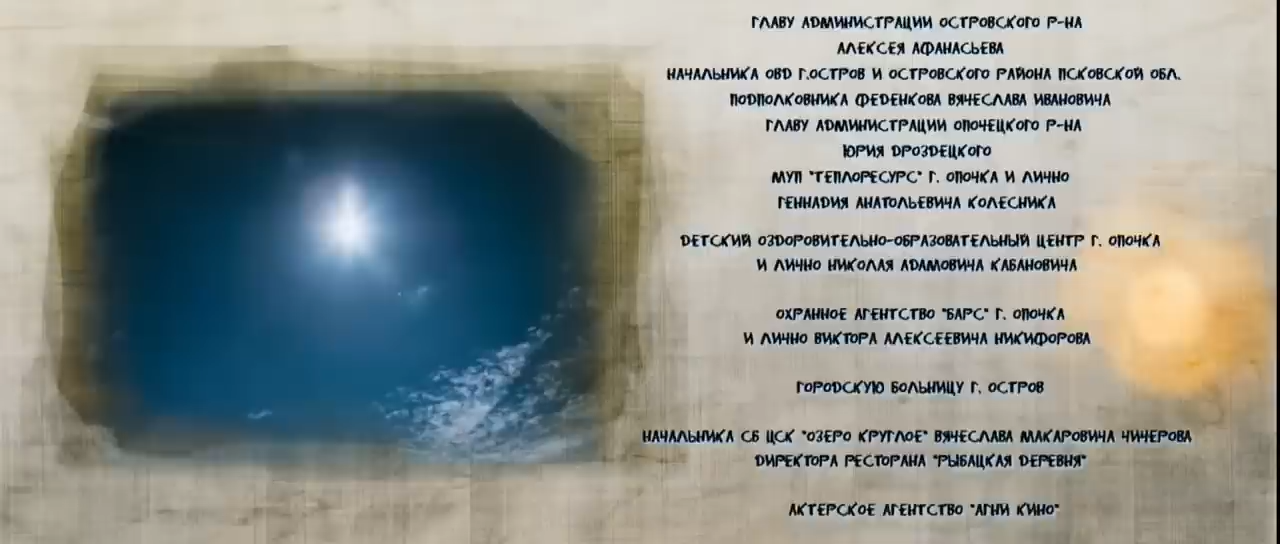 ГЛАВУ АДМИНИСТРАЦИИ ОСТРОВСКОГО Р-НА
АЛЕКСЕЯ АФАНАСЬЕВА
НАЧАЛЬНИКА ОВД Г.ОСТРОВ И ОСТРОВСКОГО РАЙОНА ПСКОВСКОЙ ОБЛ.
ПОДПОЛКОВНИКА ФЕДЕНКОВА ВЯЧЕСЛАВА ИВАНОВИЧА
ГЛАВУ АДМИНИСТРАЦИИ ОПОЧЕЦКОГО Р-НА
ЮРИЯ ДРОЗДЕЦКОГО
МУП "ТЕПЛОРЕСУРС" Г. ОПОЧКА И ЛИЧНО
ГЕННАДИЯ АНАТОЛЬЕВИЧА КОЛЕСНИКА
ДЕТСКИЙ ОЗДОРОВИТЕЛЬНО-ОБРАЗОВАТЕЛЬНЫЙ ЦЕНТР Г. ОПОЧКА
И ЛИЧНО НИКОЛАЯ АДАМОВИЧА КАБАНОВИЧА
ОХРАННОЕ АГЕНТСТВО "БАРС" Г. ОПОЧКА
И ЛИЧНО ВИКТОРА АЛЕКСЕЕВИЧА НИКИФОРОВА
ГОРОДСКУЮ БОЛЬНИЦУ Г. ОСТРОВ
НАЧАЛЬНИКА СБ ЦСК "ОЗЕРО КРУГЛОЕ" ВЯЧЕСЛАВА МАКАРОВИЧА ЧИЧЕРОВА
ДИРЕКТОРА РЕСТОРАНА "РЫБАЦКАЯ ДЕРЕВНЯ"
АКТЕРСКОЕ АГЕНТСТВО "АГНИ КИНО"